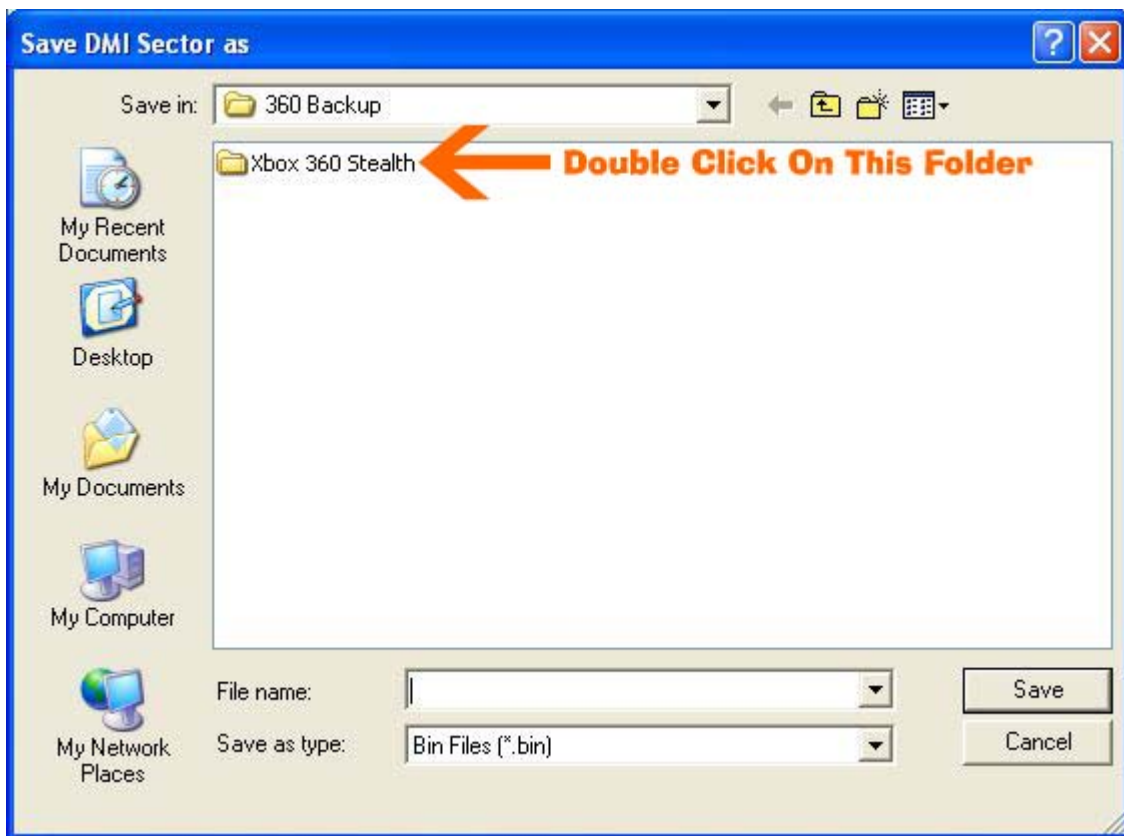 Save DMI Sector as
Save in: 360 Backup
Xbox 360 Stealth Double Click On This Folder
My Recent
Documents
Desktop
My Documents
My Computer
My Network
Places
File name: Save
Save as type: Bin Files (*.bin) Cancel